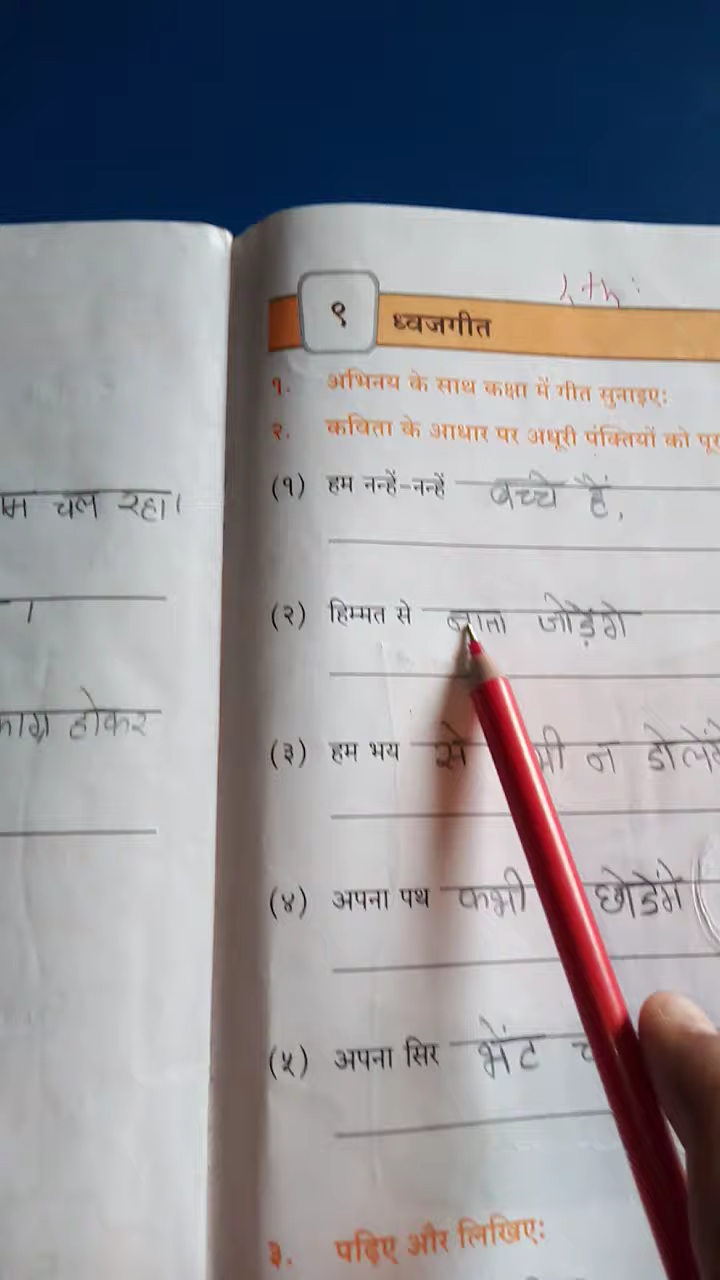 चल रहा।
होकर
९ ध्वजगीत
१. अभिनय के साथ कक्षा में गीत सुनाइए:
२. कविता के आधार पर अधूरी पंक्तियों को
(१) हम नन्हें-नन्हें बच्चे हैं,
(२) हिम्मत से नाता जोड़ेंगे
(३) हम भय से न
(४) अपना पथ कभी छोडेंगे
(५) अपना सिर भेंट
३. पढ़िए और लिखिए: